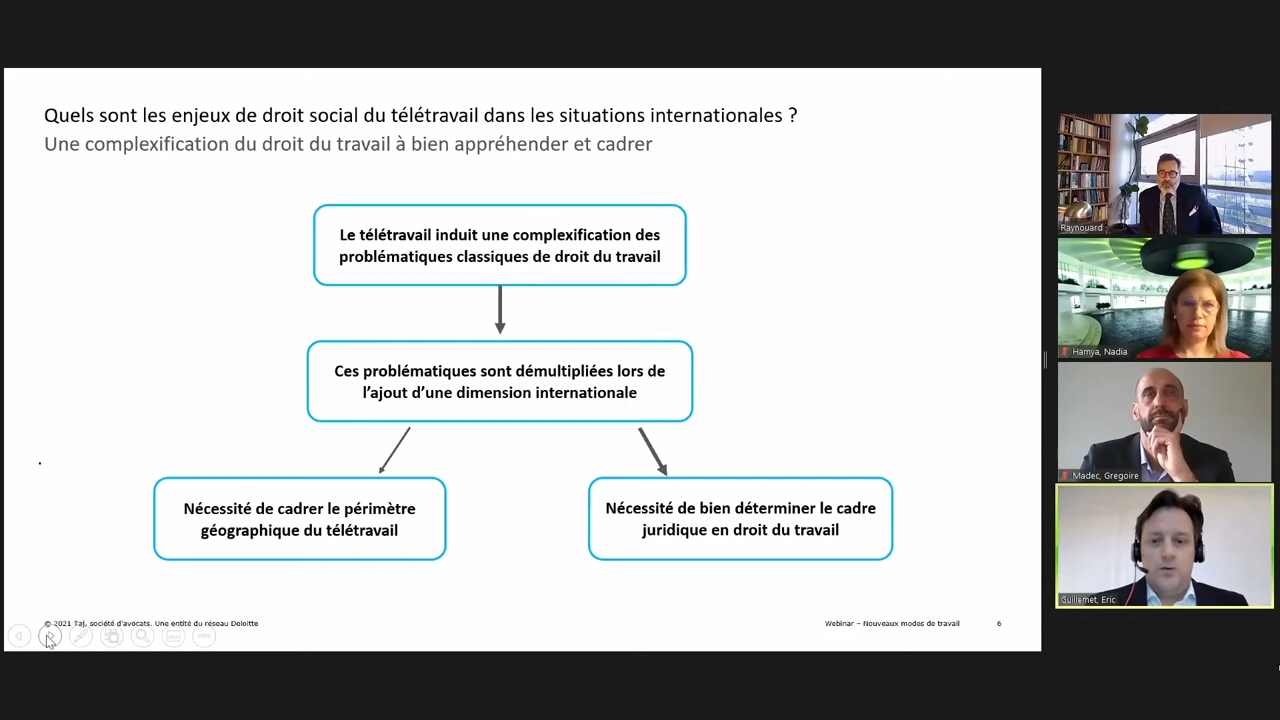 Quels sont les enjeux de droit social du télétravail dans les situations internationales ?
Une complexification du droit du travail à bien appréhender et cadrer
Le télétravail induit une complexification des
problématiques classiques de droit du travail
Ces problématiques sont démultipliées lors de
l'ajout d'une dimension internationale
Nécessité de cadrer le périmètre
géographique du télétravail
Nécessité de bien déterminer le cadre
juridique en droit du travail
© 2021 Taj, société d'avocats. Une entité du réseau Deloitte
Webinar – Nouveaux modes de travail
6
Raynouard
Hamya, Nadia
Madec, Gregoire
Guillemet, Eric